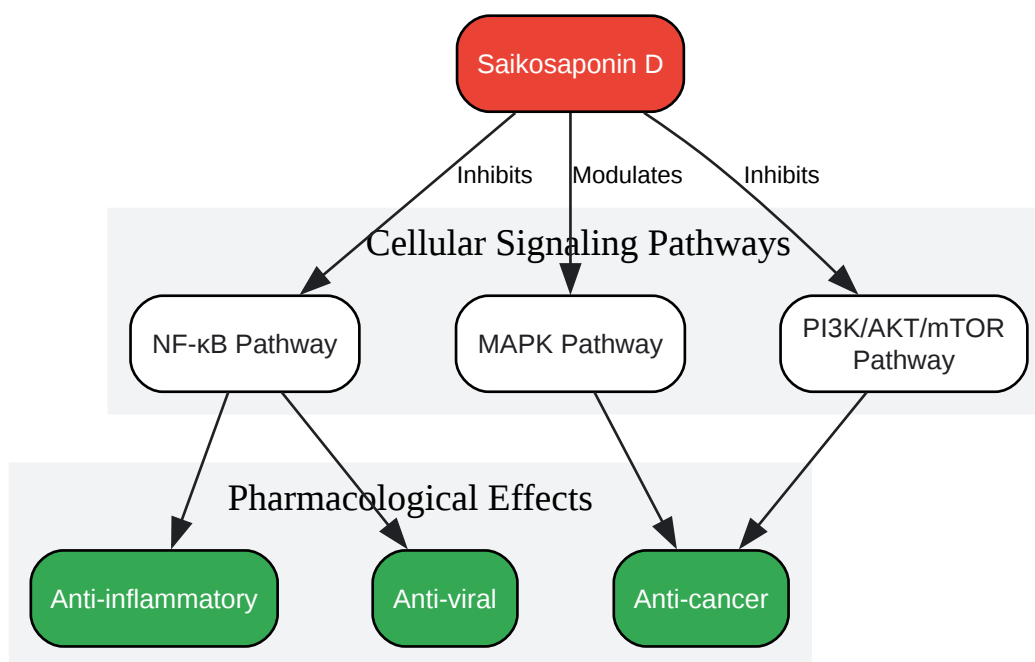 Saikosaponin D
Inhibits
Modulates
Inhibits
Cellular Signaling Pathways
NF-κB Pathway
MAPK Pathway
PI3K/AKT/mTOR
Pathway
Pharmacological Effects
Anti-inflammatory
Anti-viral
Anti-cancer